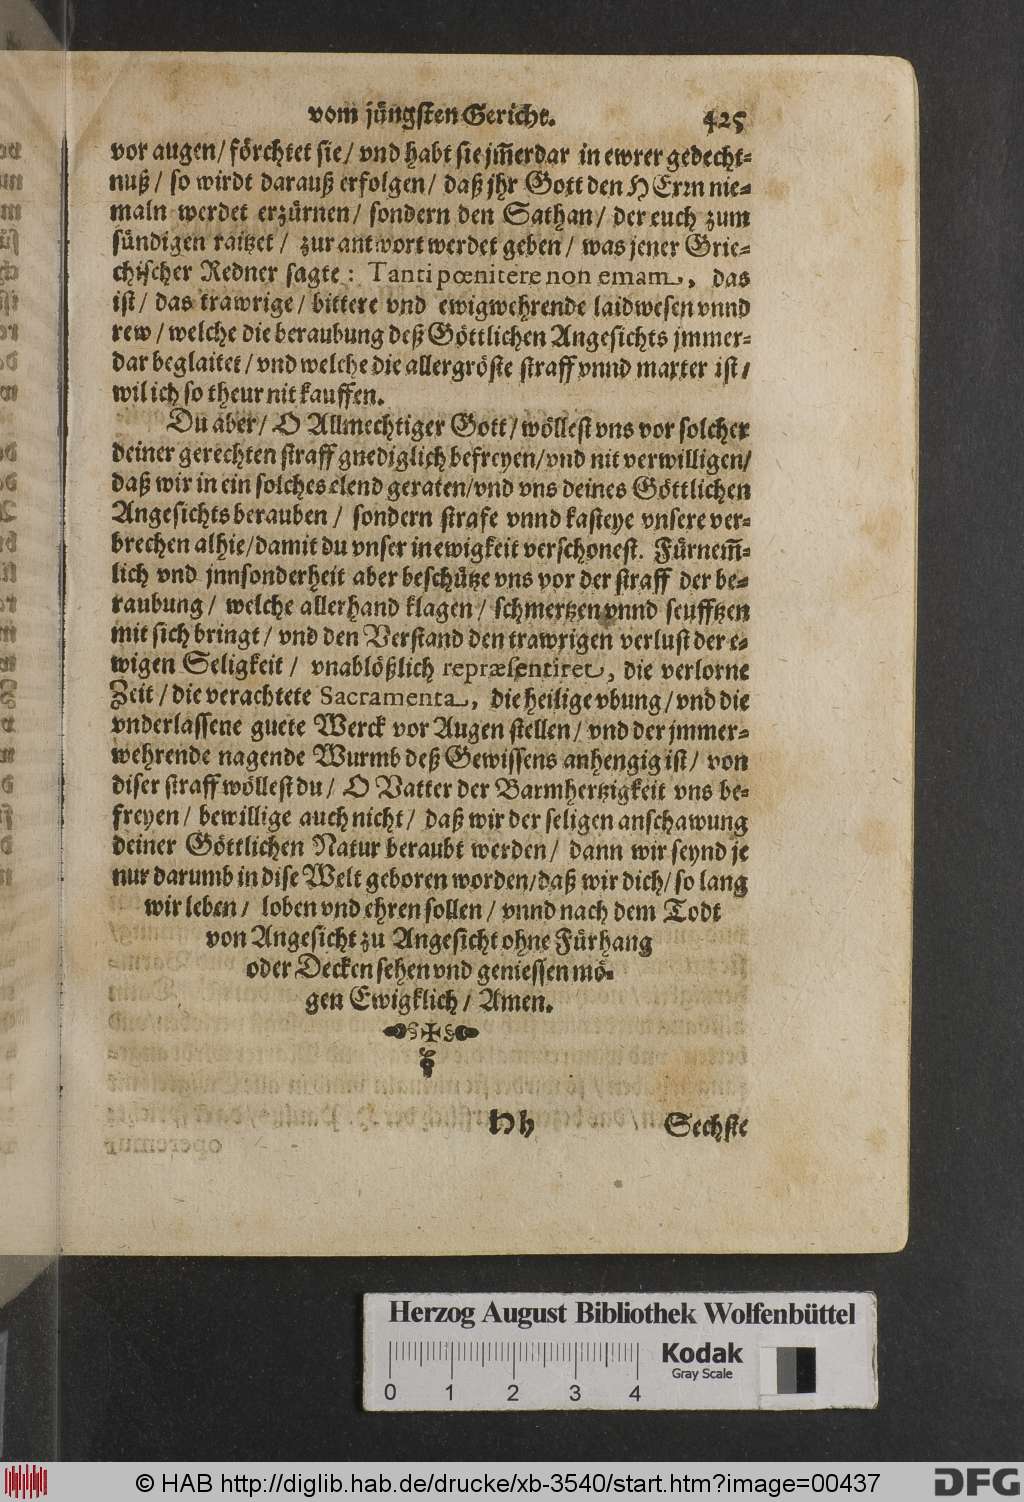 vom jüngsten Gericht. 425
vor augen/ förchtet sie/ vnd habt sie jm̃erdar in ewrer gedecht-
nuß/ so wirdt darauß erfolgen/ daß jhr Gott den HErrn nie-
maln werdet erzürnen/ sondern den Sathan/ der euch zum
sündigen raitzet/ zur antwort werdet geben/ was jener Grie-
chischer Redner sagte: Tanti pœnitere non emam, das
ist/ das trawrige/ bittere vnd ewigwehrende laidwesen vnnd
rew/ welche die beraubung deß Göttlichen Angesichts jmmer-
dar beglaitet/ vnd welche die allergröste straff vnnd marter ist/
wil ich so theur nit kauffen.
Du aber/ O Allmechtiger Gott/ wöllest vns vor solcher
deiner gerechten straff gnediglich befreyen/ vnd nit verwilligen/
daß wir in ein solches elend geraten/ vnd vns deines Göttlichen
Angesichts berauben/ sondern strafe vnnd kasteye vnsere ver-
brechen alhie/ damit du vnser in ewigkeit verschonest. Fürnem̃-
lich vnd jnnsonderheit aber beschütze vns vor der straff der be-
raubung/ welche allerhand klagen/ schmertzen vnnd seufftzen
mit sich bringt/ vnd den Verstand den trawrigen verlust der e-
wigen Seligkeit/ vnablößlich repræsentiret, die verlorne
Zeit/ die verachtete Sacramenta, die heilige vbung/ vnd die
vnderlassene guete Werck vor Augen stellen/ vnd der jmmer-
wehrende nagende Wurmb deß Gewissens anhengig ist/ von
diser straff wöllest du/ O Vatter der Barmhertzigkeit vns be-
freyen/ bewillige auch nicht/ daß wir der seligen anschawung
deiner Göttlichen Natur beraubt werden/ dann wir seynd je
nur darumb in dise Welt geboren worden/ daß wir dich/ so lang
wir leben/ loben vnd ehren sollen/ vnnd nach dem Todt
von Angesicht zu Angesicht ohne Fürhang
oder Decken sehen vnd geniessen mö-
gen Ewigklich/ Amen.
Hh Sechste
Herzog August Bibliothek Wolfenbüttel
Kodak
Gray Scale
0 1 2 3 4
© HAB http://diglib.hab.de/drucke/xb-3540/start.htm?image=00437
DFG